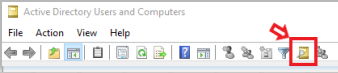 Active Directory Users and Computers
File Action View Help